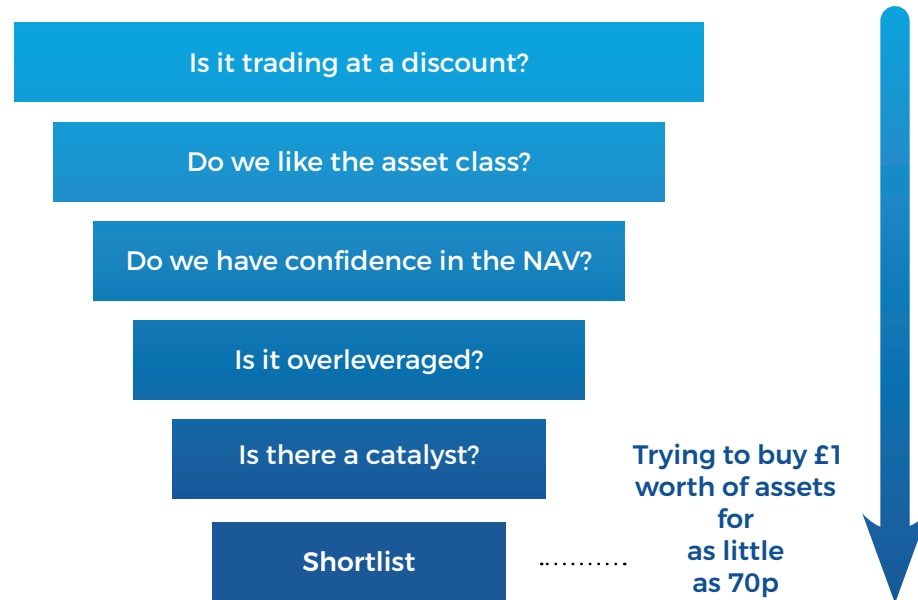 Is it trading at a discount?
Do we like the asset class?
Do we have confidence in the NAV?
Is it overleveraged?
Is there a catalyst?
Shortlist
Trying to buy £1
worth of assets
for
as little
as 70p